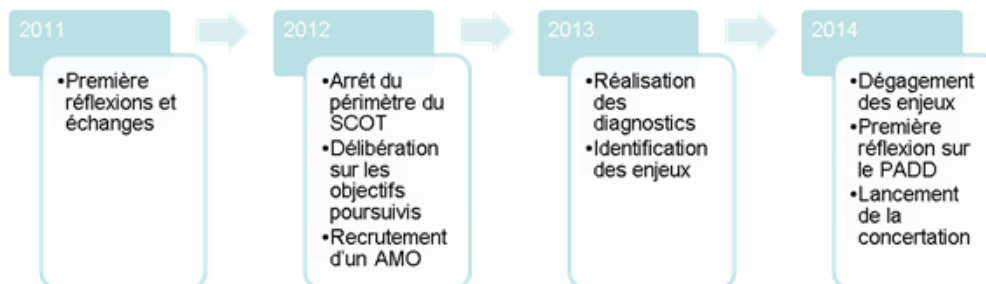 2011
•Première
réflexions et
échanges
2012
•Arrêt du
périmètre du
SCOT
•Délibération
sur les
objectifs
poursuivis
•Recrutement
d'un AMO
2013
•Réalisation
des
diagnostics
•Identification
des enjeux
2014
•Dégagement
des enjeux
•Première
réflexion sur
le PADD
•Lancement
de la
concertation